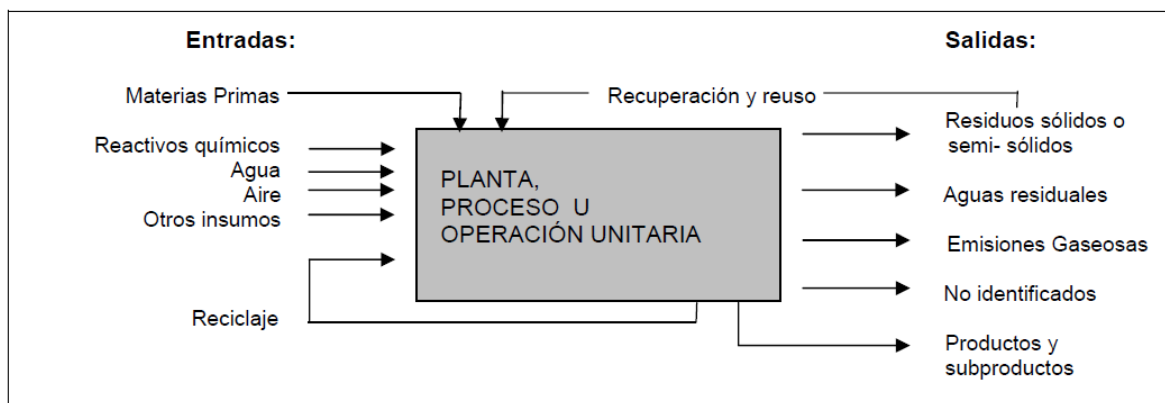 Entradas:
Salidas:
Materias Primas
Recuperación y reuso
Reactivos químicos
Agua
Aire
Otros insumos
Reciclaje
PLANTA,
PROCESO U
OPERACIÓN UNITARIA
Residuos sólidos o
semi- sólidos
Aguas residuales
Emisiones Gaseosas
No identificados
Productos y
subproductos